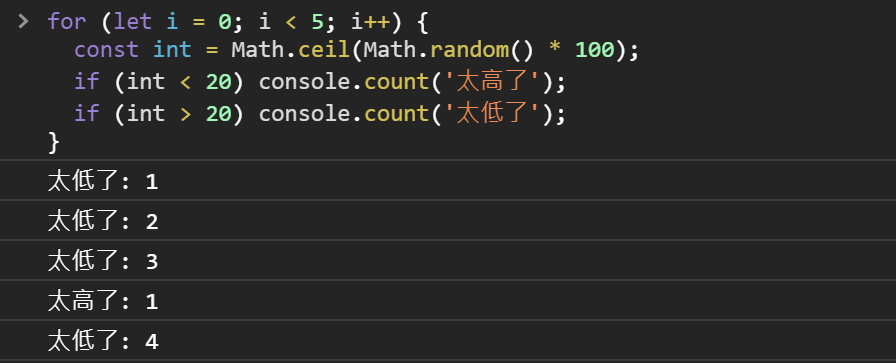 for (let i = 0; i < 5; i++) {
  const int = Math.ceil(Math.random() * 100);
  if (int < 20) console.count('太高了');
  if (int > 20) console.count('太低了');
}
太低了: 1
太低了: 2
太低了: 3
太高了: 1
太低了: 4